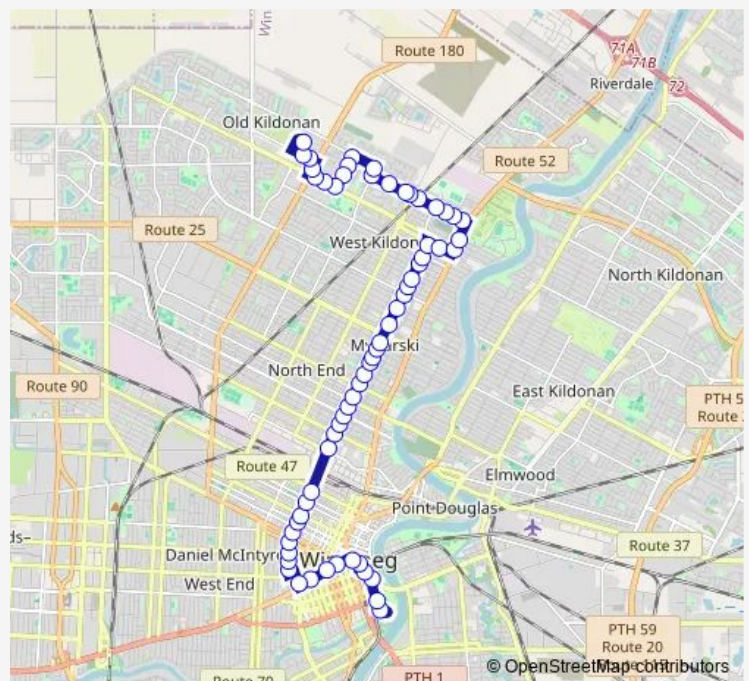 Route 180
71A
71B
72
Riverdale
Old Kildonan
Route 52
Route 25
West Kildon
North Kildonan
North End
Route 90
East Kildonan
PTH 5
Route
Route 47
Elmwood
Point Douglas
Daniel McIntyre
Winnipeg
Route 37
West End
PTH 59
Route 20
PTH 1
© OpenStreetMap contributors